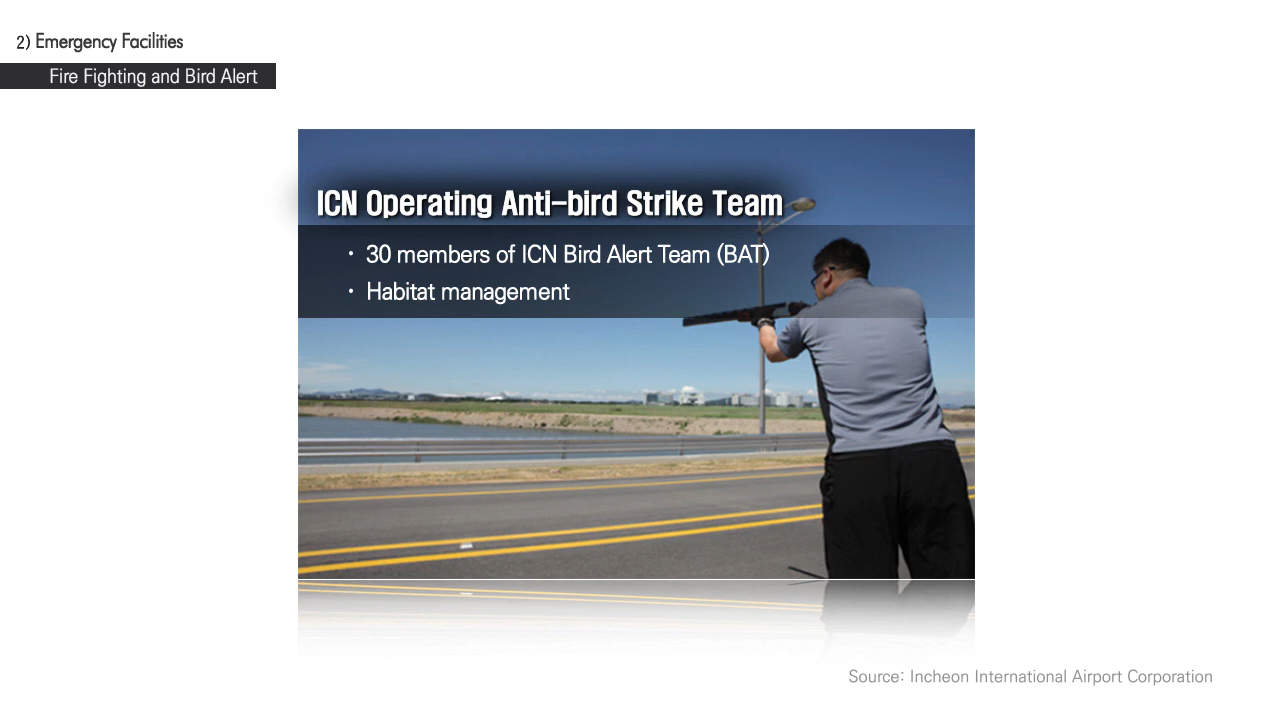 2) Emergency Facilities
Fire Fighting and Bird Alert
ICN Operating Anti-bird Strike Team
· 30 members of ICN Bird Alert Team (BAT)
· Habitat management
Source: Incheon International Airport Corporation